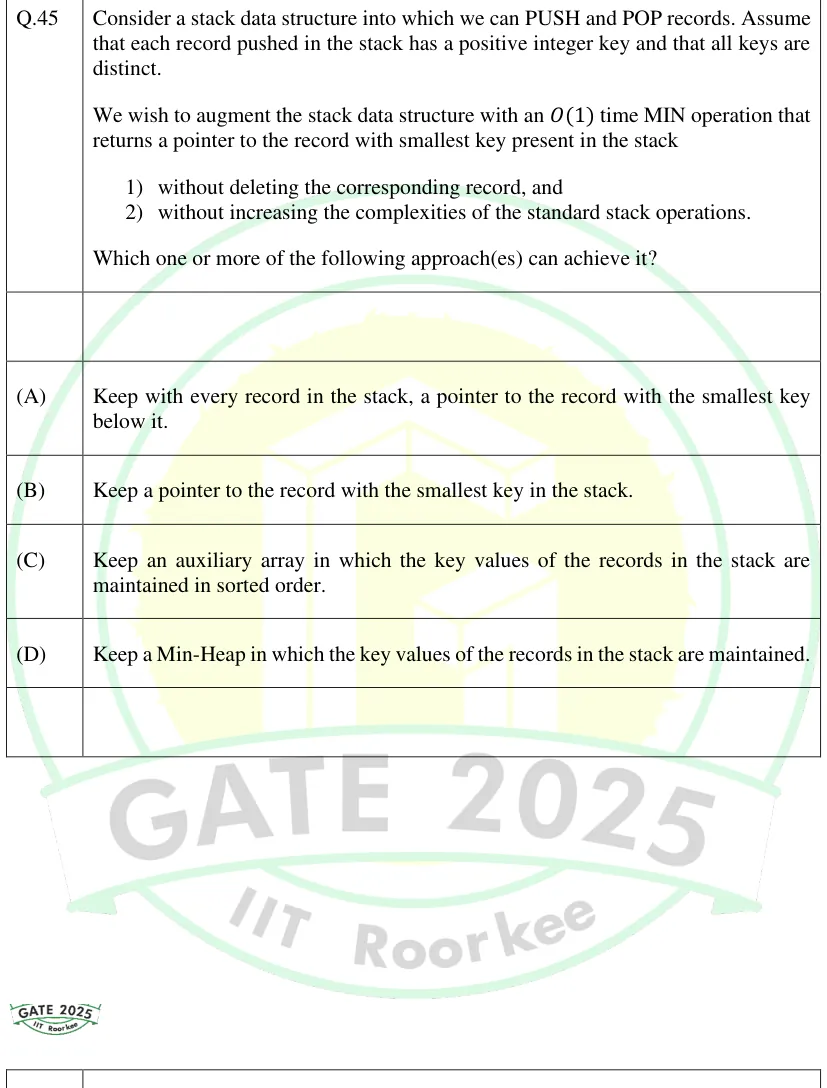 Q.45 Consider a stack data structure into which we can PUSH and POP records. Assume
that each record pushed in the stack has a positive integer key and that all keys are
distinct.
We wish to augment the stack data structure with an O(1) time MIN operation that
returns a pointer to the record with smallest key present in the stack
1) without deleting the corresponding record, and
2) without increasing the complexities of the standard stack operations.
Which one or more of the following approach(es) can achieve it?
(A) Keep with every record in the stack, a pointer to the record with the smallest key
below it.
(B) Keep a pointer to the record with the smallest key in the stack.
(C) Keep an auxiliary array in which the key values of the records in the stack are
maintained in sorted order.
(D) Keep a Min-Heap in which the key values of the records in the stack are maintained.
GATE 2025
IIT Roorkee
GATE 2025
IIT Roorkee